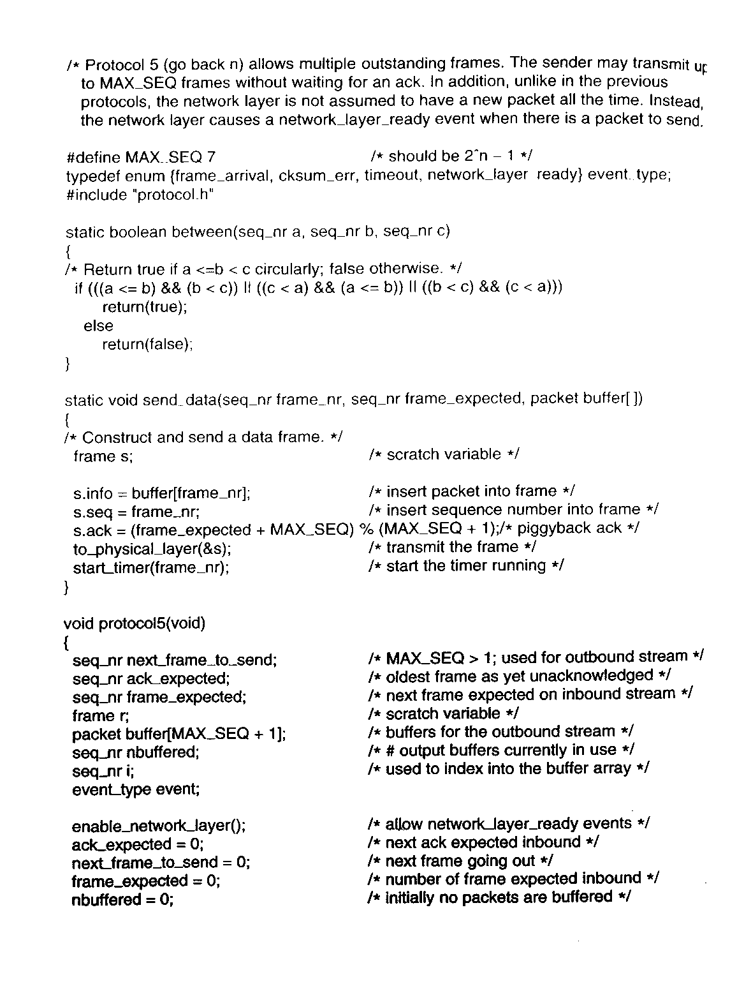 /* Protocol 5 (go back n) allows multiple outstanding frames. The sender may transmit up
to MAX_SEQ frames without waiting for an ack. In addition, unlike in the previous
protocols, the network layer is not assumed to have a new packet all the time. Instead,
the network layer causes a network_layer_ready event when there is a packet to send.
#define MAX_SEQ 7 /* should be 2^n – 1 */
typedef enum {frame_arrival, cksum_err, timeout, network_layer_ready} event_type;
#include "protocol.h"
static boolean between(seq_nr a, seq_nr b, seq_nr c)
{
/* Return true if a <=b < c circularly; false otherwise. */
if (((a <= b) && (b < c)) || ((c < a) && (a <= b)) || ((b < c) && (c < a)))
return(true);
else
return(false);
}
static void send_data(seq_nr frame_nr, seq_nr frame_expected, packet buffer[ ])
{
/* Construct and send a data frame. */
frame s; /* scratch variable */
s.info = buffer[frame_nr]; /* insert packet into frame */
s.seq = frame_nr; /* insert sequence number into frame */
s.ack = (frame_expected + MAX_SEQ) % (MAX_SEQ + 1);/* piggyback ack */
to_physical_layer(&s); /* transmit the frame */
start_timer(frame_nr); /* start the timer running */
}
void protocol5(void)
{
seq_nr next_frame_to_send; /* MAX_SEQ > 1; used for outbound stream */
seq_nr ack_expected; /* oldest frame as yet unacknowledged */
seq_nr frame_expected; /* next frame expected on inbound stream */
frame r; /* scratch variable */
packet buffer[MAX_SEQ + 1]; /* buffers for the outbound stream */
seq_nr nbuffered; /* # output buffers currently in use */
seq_nr i; /* used to index into the buffer array */
event_type event;
enable_network_layer(); /* allow network_layer_ready events */
ack_expected = 0; /* next ack expected inbound */
next_frame_to_send = 0; /* next frame going out */
frame_expected = 0; /* number of frame expected inbound */
nbuffered = 0; /* initially no packets are buffered */